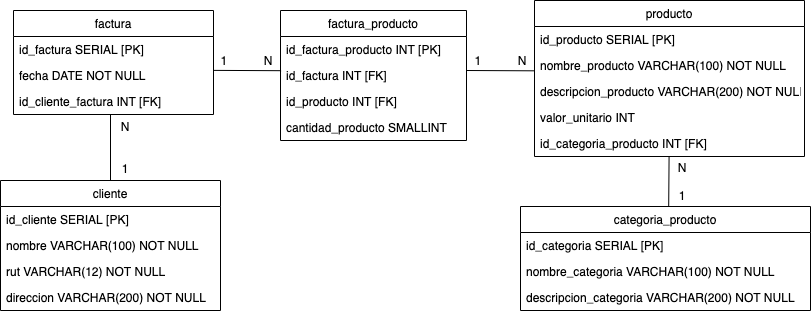 factura
id_factura SERIAL [PK]
fecha DATE NOT NULL
id_cliente_factura INT [FK]
1
N
factura_producto
id_factura_producto INT [PK]
id_factura INT [FK]
id_producto INT [FK]
cantidad_producto SMALLINT
1
N
producto
id_producto SERIAL [PK]
nombre_producto VARCHAR(100) NOT NULL
descripcion_producto VARCHAR(200) NOT NULL
valor_unitario INT
id_categoria_producto INT [FK]
N
1
cliente
id_cliente SERIAL [PK]
nombre VARCHAR(100) NOT NULL
rut VARCHAR(12) NOT NULL
direccion VARCHAR(200) NOT NULL
N
1
categoria_producto
id_categoria SERIAL [PK]
nombre_categoria VARCHAR(100) NOT NULL
descripcion_categoria VARCHAR(200) NOT NULL